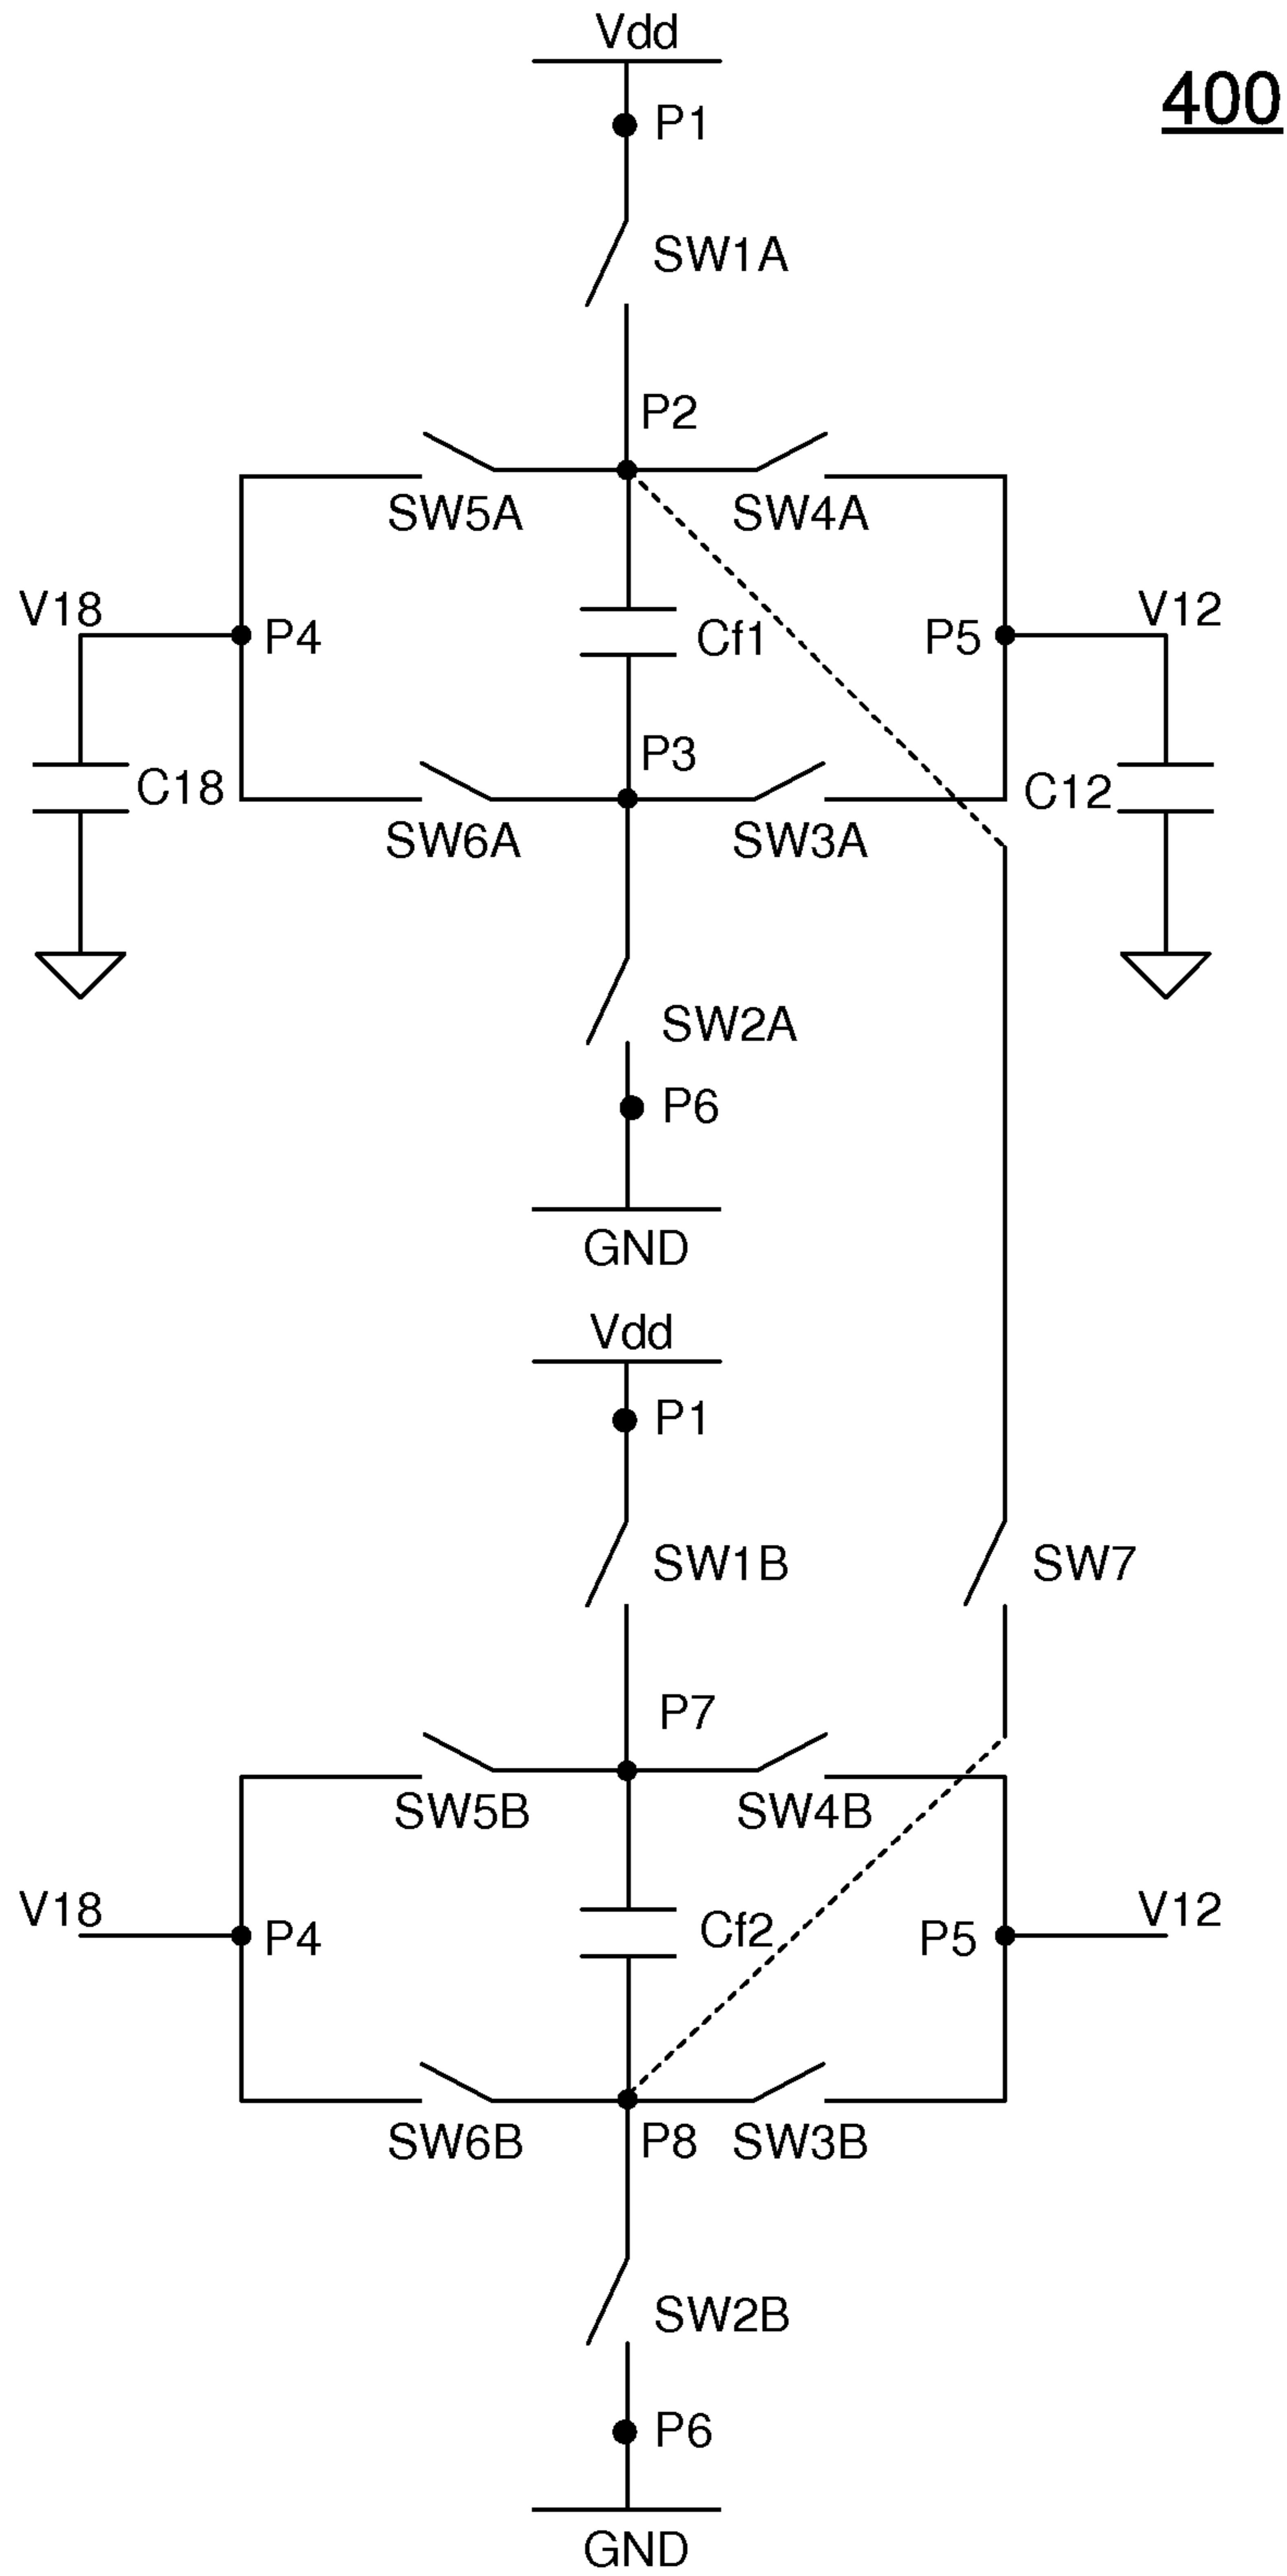 Vdd
400
P1
SW1A
P2
SW5A SW4A
V18 P4 Cf1 P5 V12
P3
C18 C12
SW6A SW3A
SW2A
P6
GND
Vdd
P1
SW1B SW7
P7
SW5B SW4B
V18 P4 Cf2 P5 V12
SW6B P8 SW3B
SW2B
P6
GND